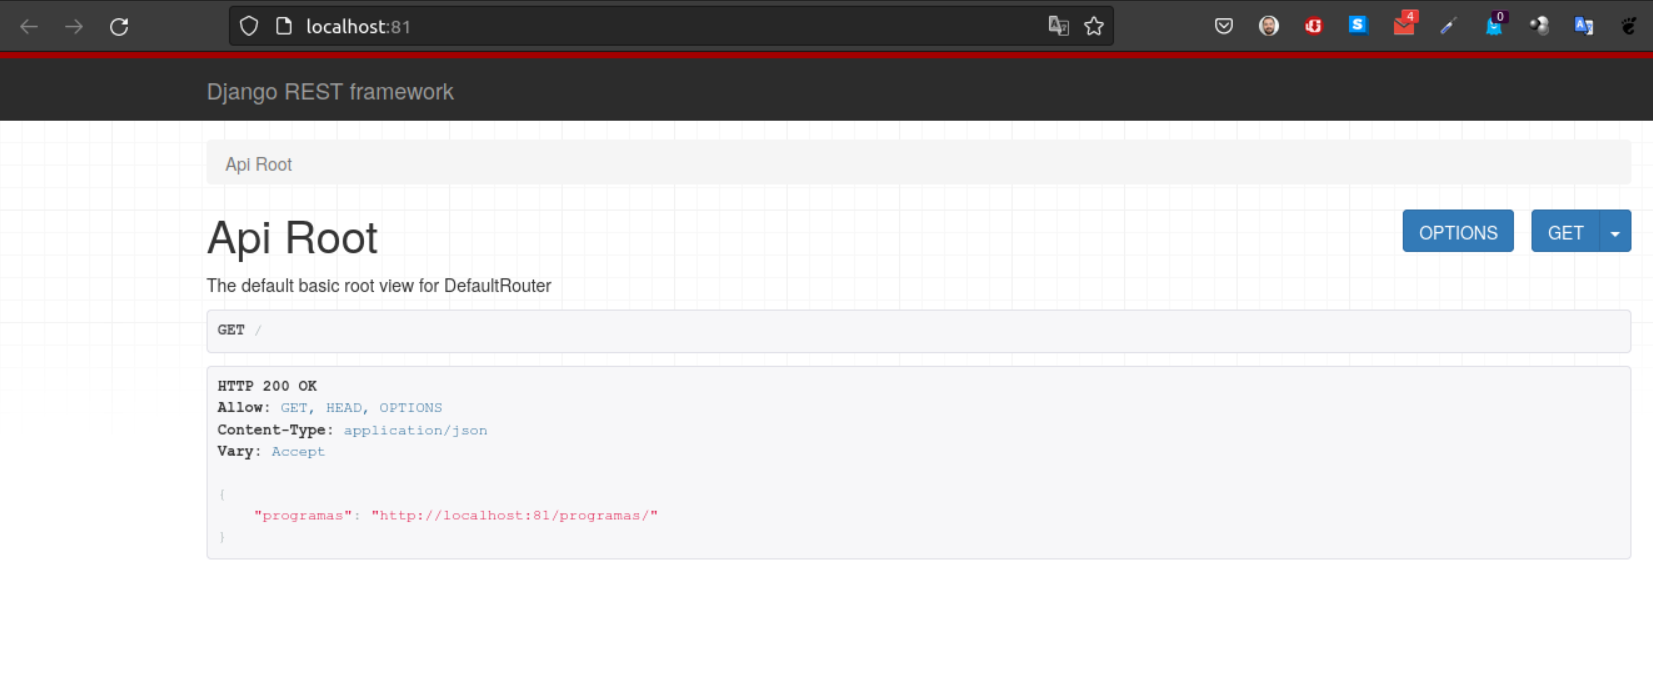 localhost:81
4
0
Django REST framework
Api Root
Api Root
OPTIONS
GET
The default basic root view for DefaultRouter
GET /
HTTP 200 OK
Allow: GET, HEAD, OPTIONS
Content-Type: application/json
Vary: Accept
{
"programas": "http://localhost:81/programas/"
}